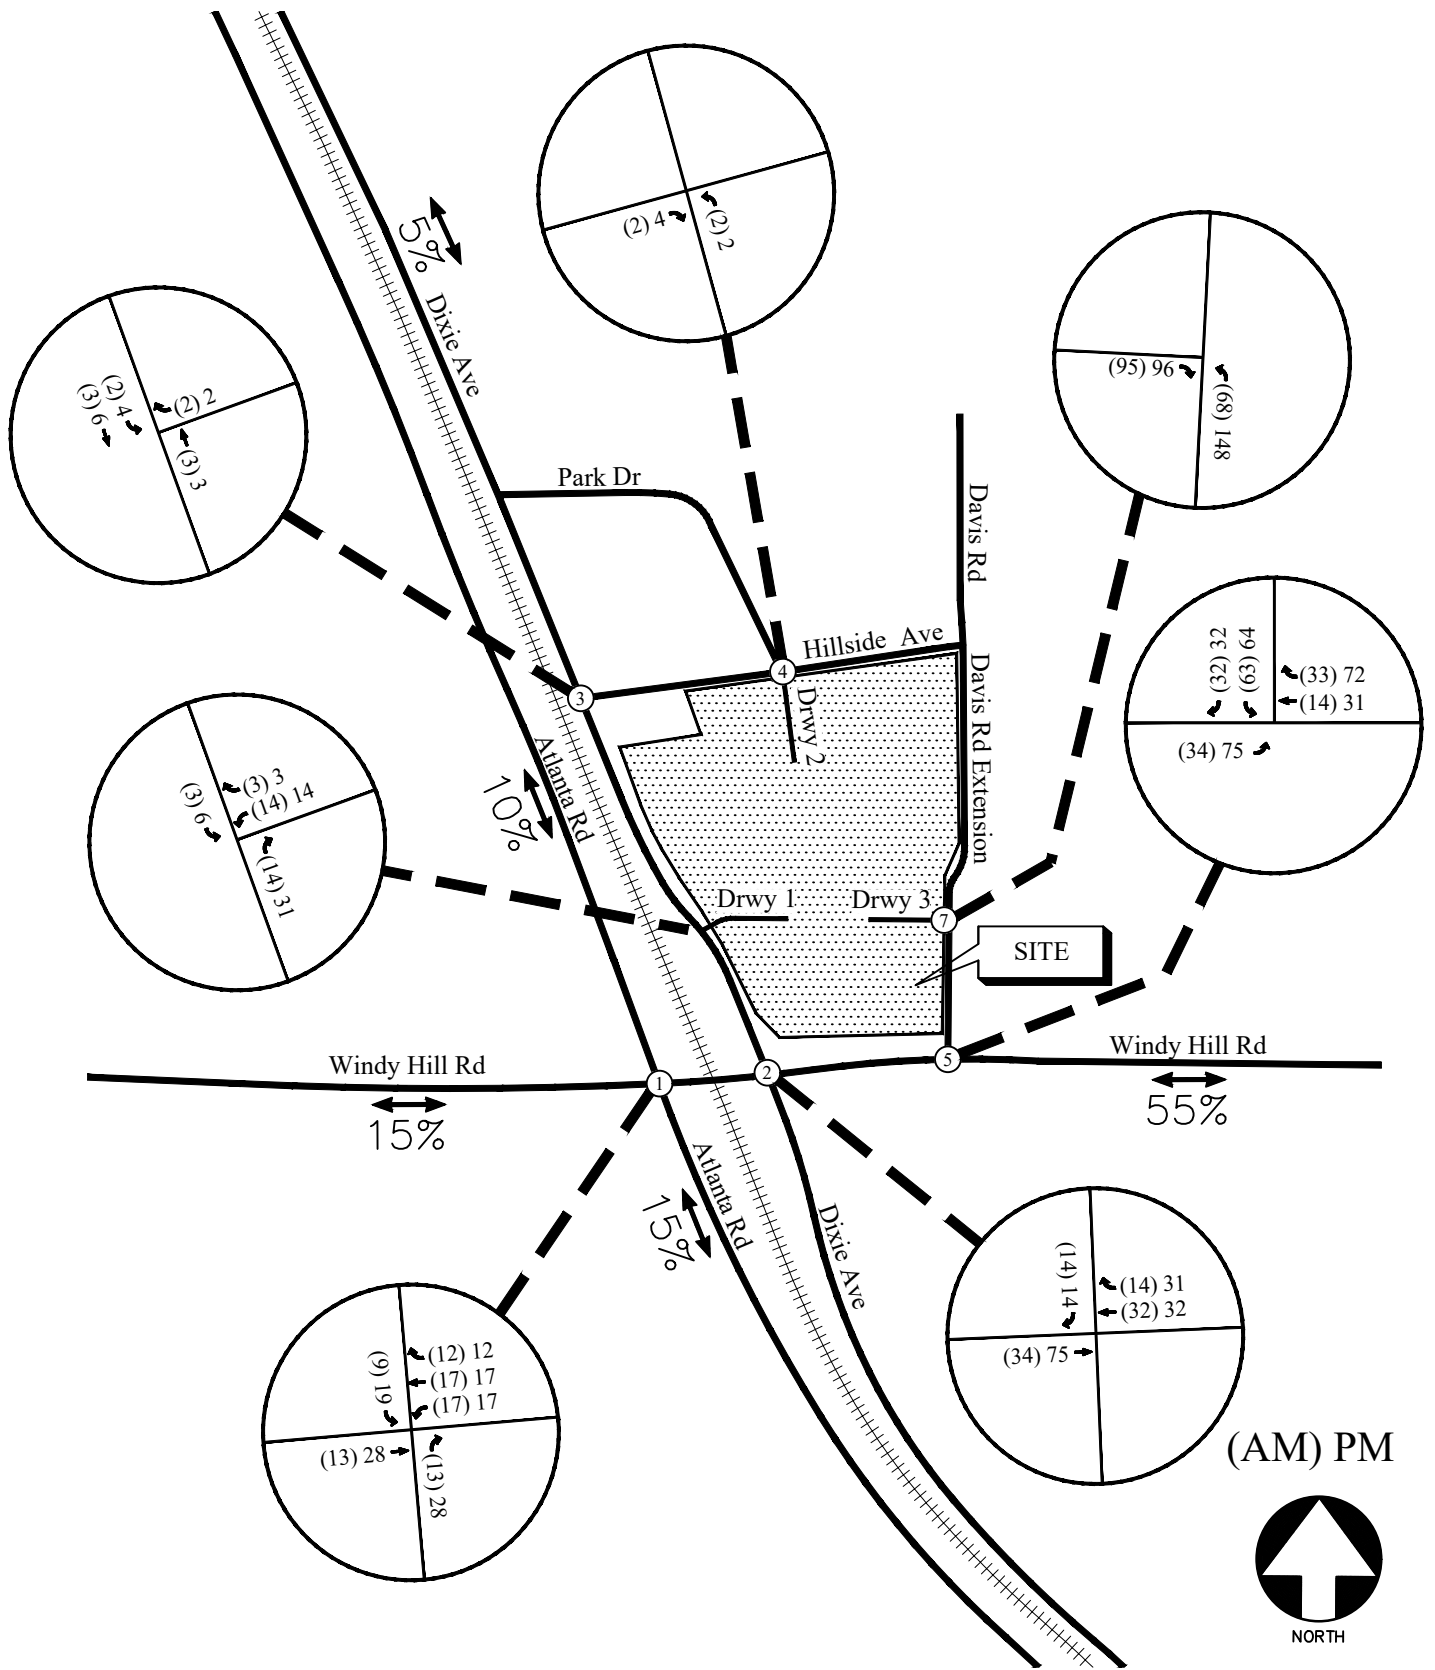 5%
Dixie Ave
(2) 4
(2) 2
(95) 96
(68) 148
(2) 4
(3) 6
(2) 2
(3) 3
Park Dr
Davis Rd
Hillside Ave
4
3
Drwy 2
Davis Rd Extension
(32) 32
(63) 64
(33) 72
(14) 31
(34) 75
Atlanta Rd
10%
(3) 6
(3) 3
(14) 14
(14) 31
Drwy 1
Drwy 3
7
SITE
Windy Hill Rd
1
2
5
Windy Hill Rd
15%
55%
Atlanta Rd
15%
Dixie Ave
(14) 14
(14) 31
(32) 32
(34) 75
(9) 19
(12) 12
(17) 17
(17) 17
(13) 28
(13) 28
(AM) PM
NORTH